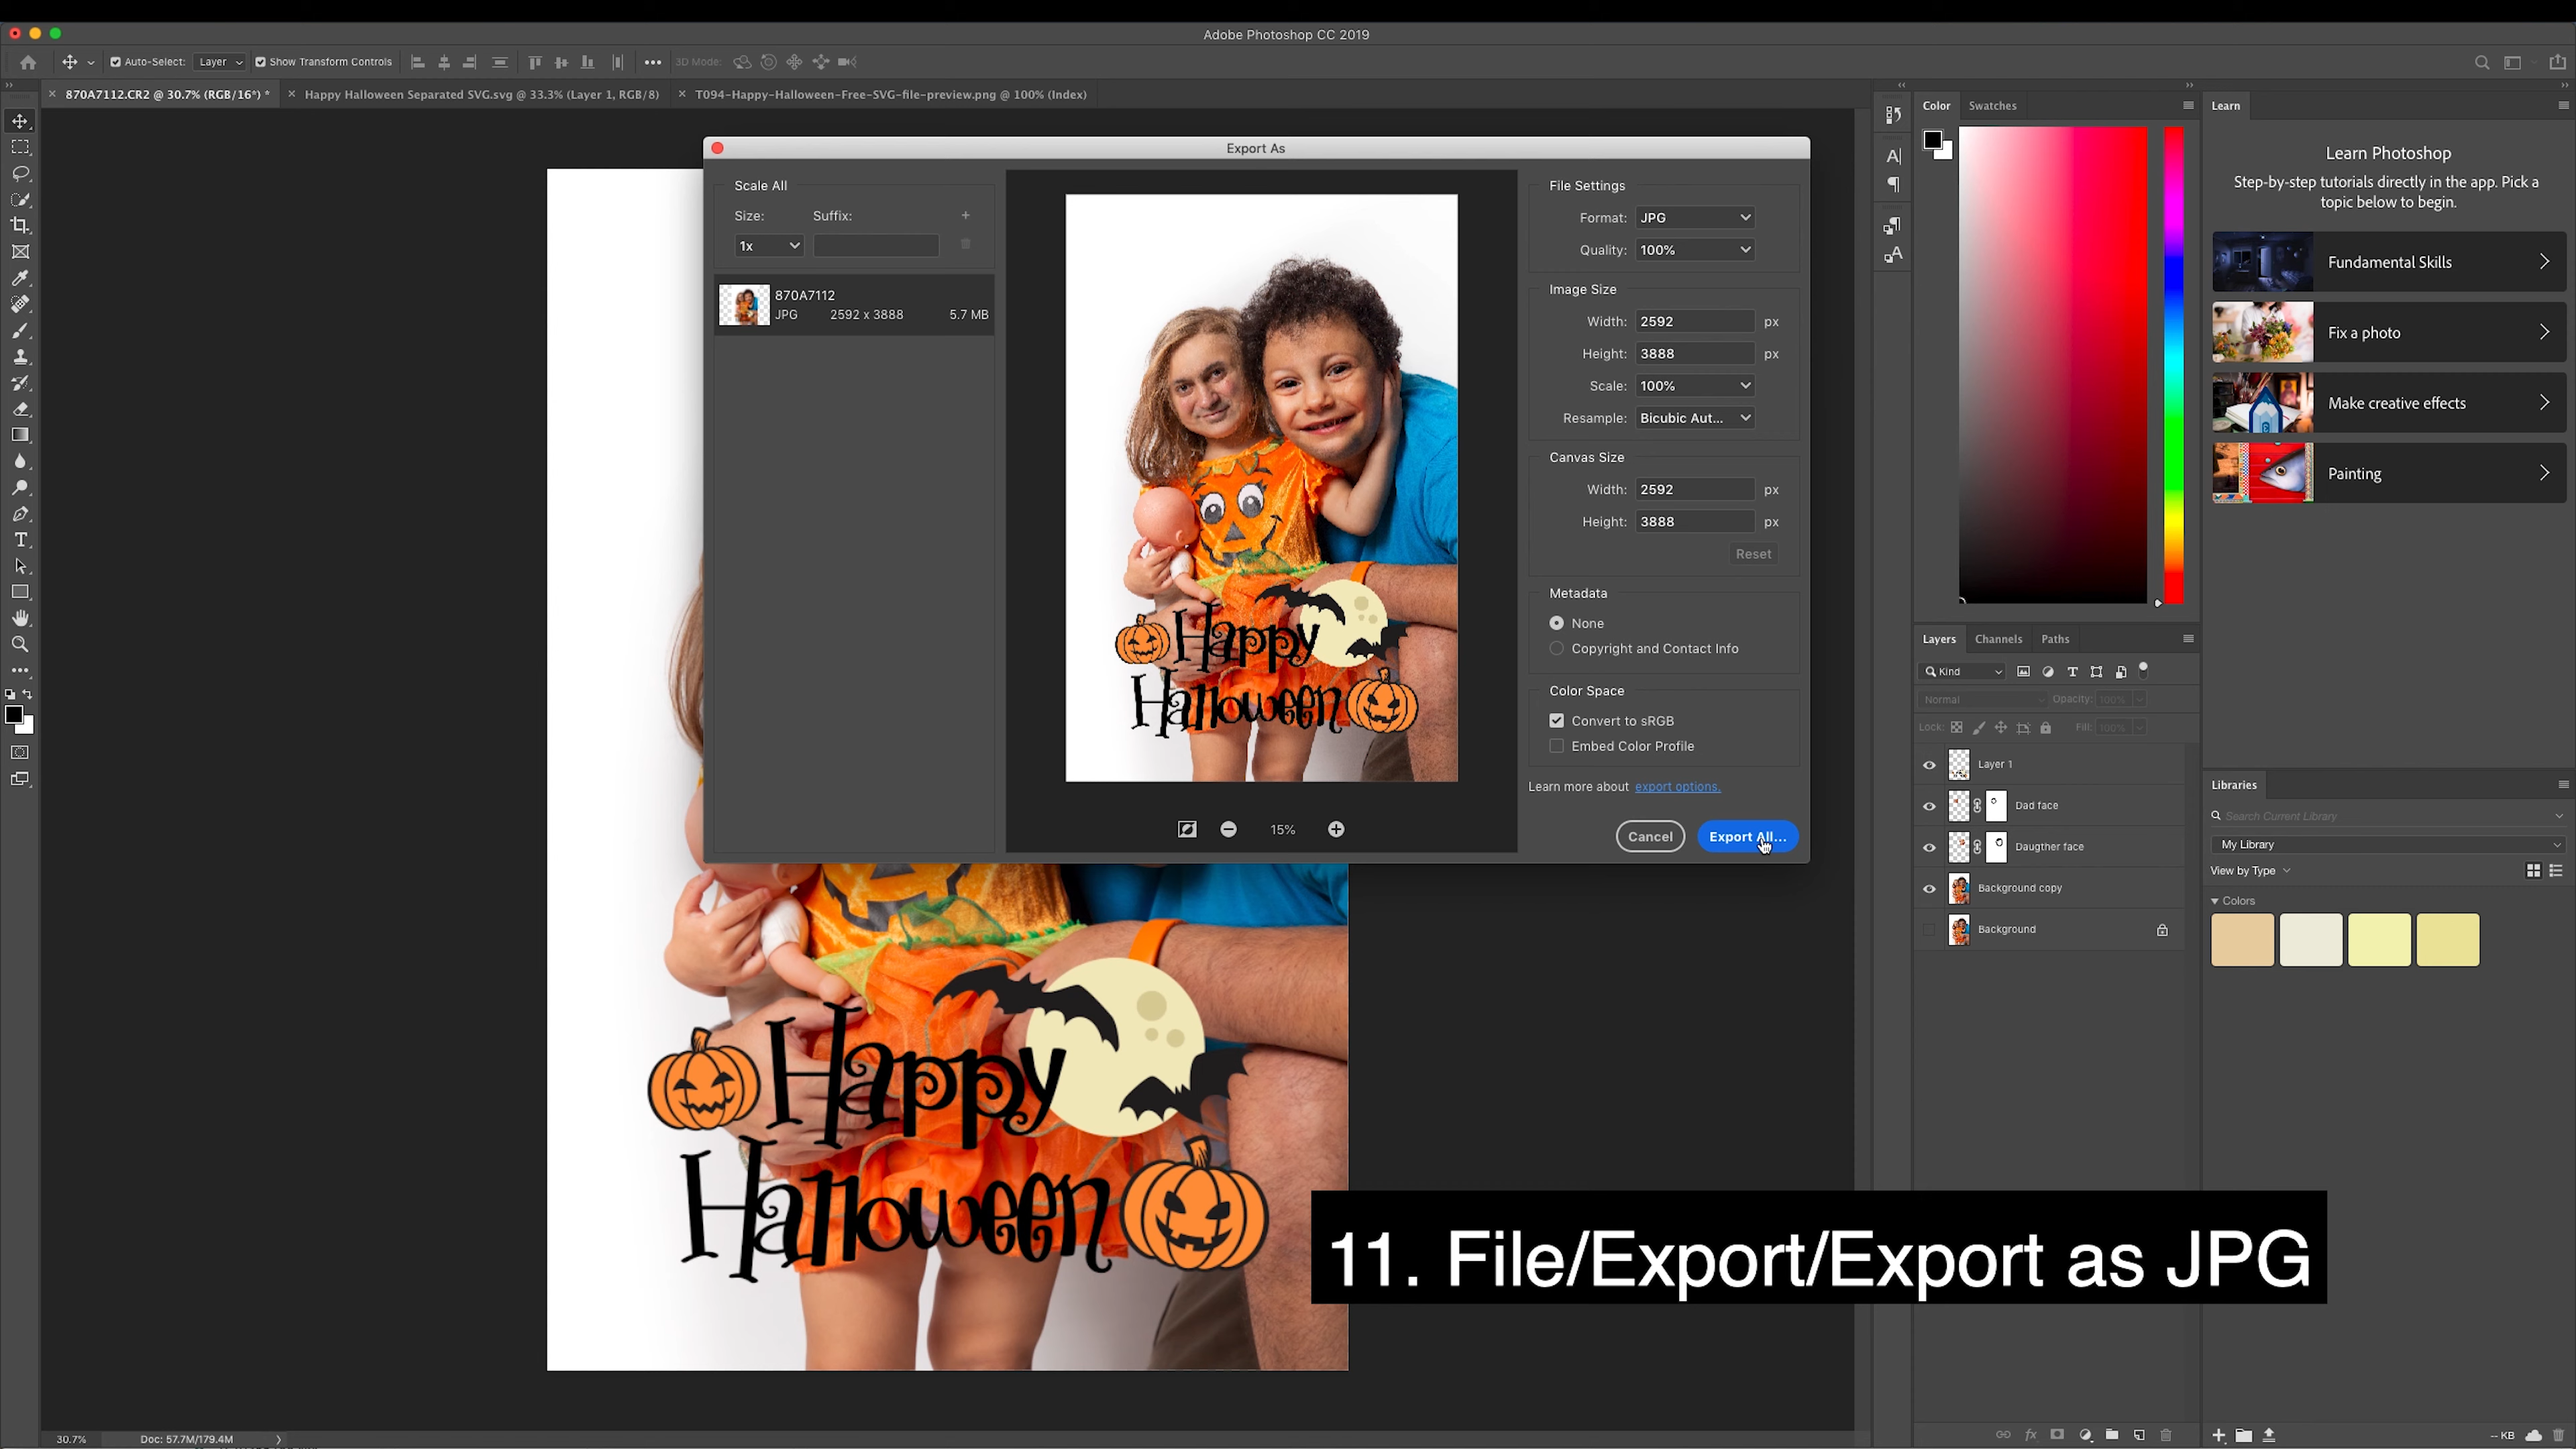 Adobe Photoshop CC 2019
Auto-Select: Layer Show Transform Controls 3D Mode:
870A7112.CR2 @ 30.7% (RGB/16*) * Happy Halloween Separated SVG.svg @ 33.3% (Layer 1, RGB/8) T094-Happy-Halloween-Free-SVG-file-preview.png @ 100% (Index)
Export As
Scale All
Size: Suffix:
1x
870A7112
JPG 2592 x 3888 5.7 MB
Happy
Halloween
15%
File Settings
Format: JPG
Quality: 100%
Image Size
Width: 2592 px
Height: 3888 px
Scale: 100%
Resample: Bicubic Aut...
Canvas Size
Width: 2592 px
Height: 3888 px
Reset
Metadata
None
Copyright and Contact Info
Color Space
Convert to sRGB
Embed Color Profile
Learn more about export options.
Cancel Export All...
Happy
Halloween
11. File/Export/Export as JPG
Color Swatches
Learn
Learn Photoshop
Step-by-step tutorials directly in the app. Pick a
topic below to begin.
Fundamental Skills
Fix a photo
Make creative effects
Painting
Layers Channels Paths
Kind
Normal Opacity: 100%
Lock: Fill: 100%
Layer 1
Dad face
Daugther face
Background copy
Background
Libraries
Search Current Library
My Library
View by Type
Colors
30.7% Doc: 57.7M/179.4M
-- KB